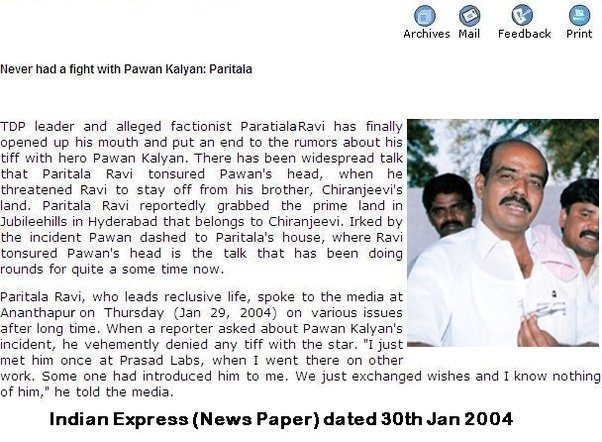 Archives Mail Feedback Print
Never had a fight with Pawan Kalyan: Paritala
TDP leader and alleged factionist ParatialaRavi has finally
opened up his mouth and put an end to the rumors about his
tiff with hero Pawan Kalyan. There has been widespread talk
that Paritala Ravi tonsured Pawan's head, when he
threatened Ravi to stay off from his brother, Chiranjeevi's
land. Paritala Ravi reportedly grabbed the prime land in
Jubileehills in Hyderabad that belongs to Chiranjeevi. Irked by
the incident Pawan dashed to Paritala's house, where Ravi
tonsured Pawan's head is the talk that has been doing
rounds for quite a some time now.
Paritala Ravi, who leads reclusive life, spoke to the media at
Ananthapur on Thursday (Jan 29, 2004) on various issues
after long time. When a reporter asked about Pawan Kalyan's
incident, he vehemently denied any tiff with the star. "I just
met him once at Prasad Labs, when I went there on other
work. Some one had introduced him to me. We just exchanged wishes and I know nothing
of him," he told the media.
Indian Express (News Paper) dated 30th Jan 2004